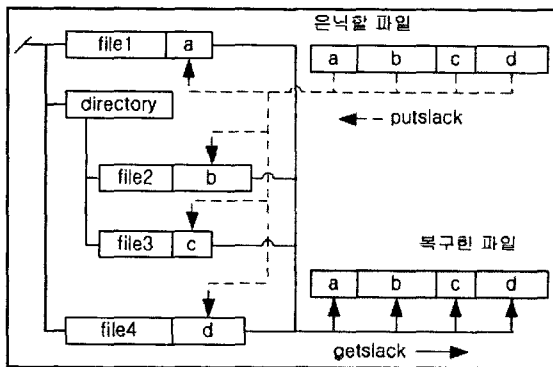 은닉할 파일
file1 a
a b c d
directory
putslack
file2 b
file3 c
복구한 파일
a b c d
file4 d
getslack